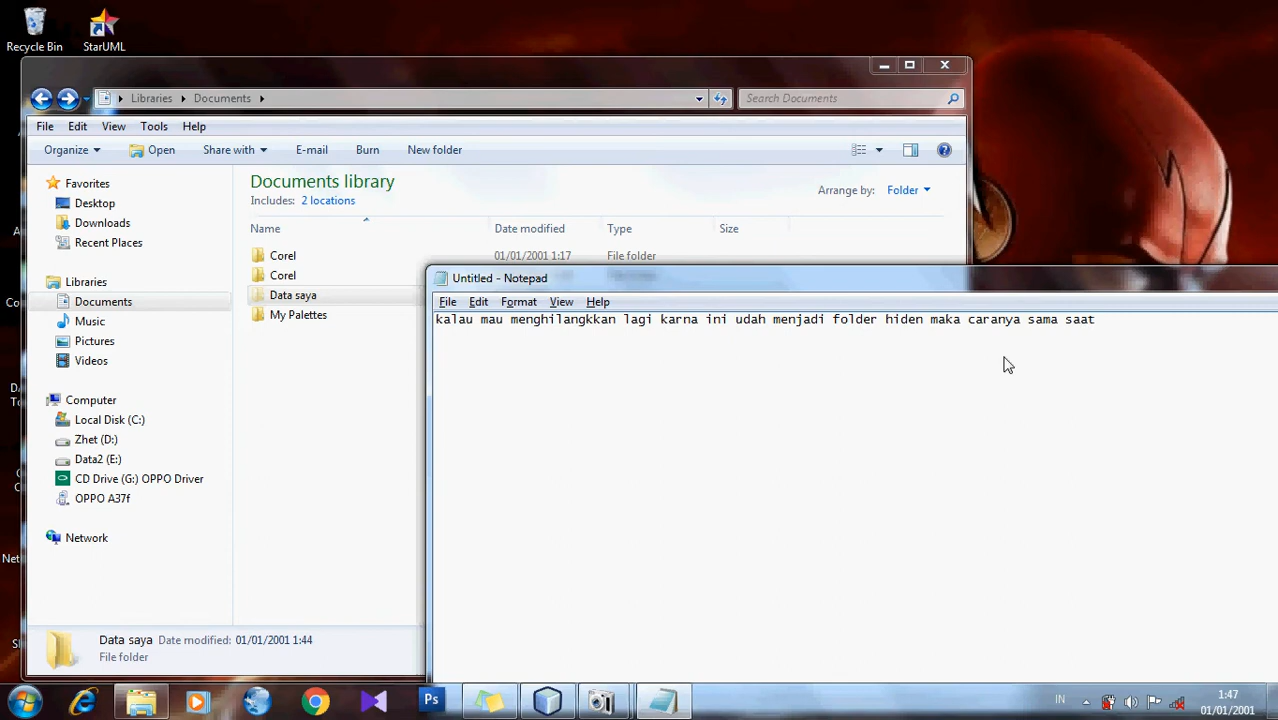 Recycle Bin
StarUML
Libraries
Documents
Search Documents
File Edit View Tools Help
Organize Open Share with E-mail Burn New folder
Documents library
Includes: 2 locations
Arrange by: Folder
Name Date modified Type Size
Corel 01/01/2001 1:17 File folder
Corel
Data saya
My Palettes
Favorites
Desktop
Downloads
Recent Places
Libraries
Documents
Music
Pictures
Videos
Computer
Local Disk (C:)
Zhet (D:)
Data2 (E:)
CD Drive (G:) OPPO Driver
OPPO A37f
Network
Data saya Date modified: 01/01/2001 1:44
File folder
Untitled - Notepad
File Edit Format View Help
kalau mau menghilangkkan lagi karna ini udah menjadi folder hiden maka caranya sama saat
Ps
IN
1:47
01/01/2001